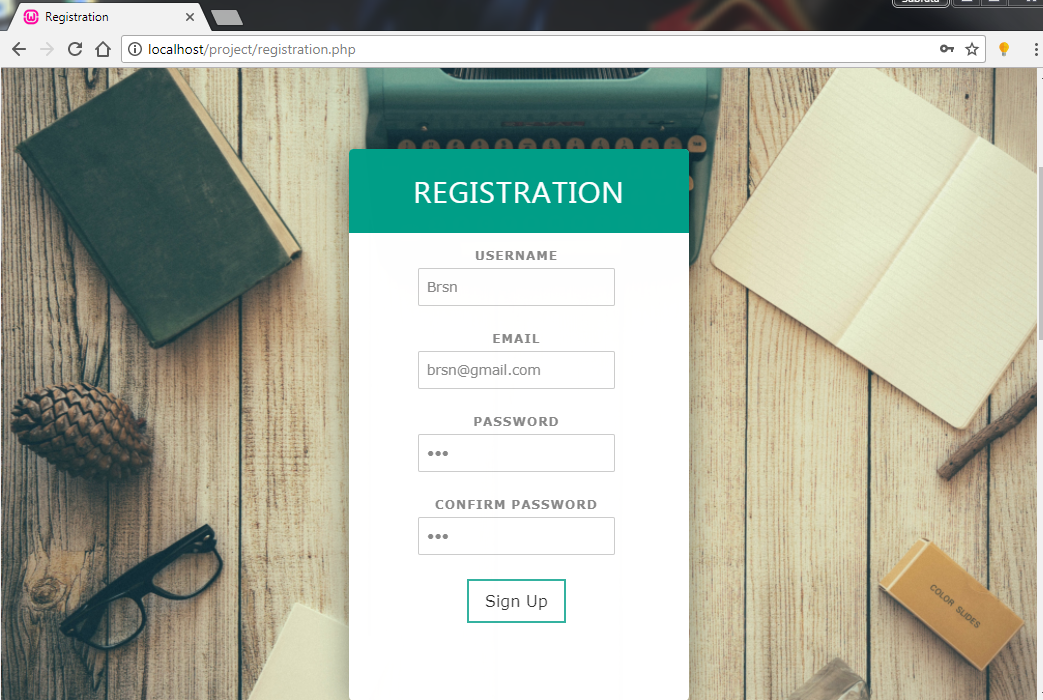 Registration
localhost/project/registration.php
REGISTRATION
USERNAME
Brsn
EMAIL
brsn@gmail.com
PASSWORD
•••
CONFIRM PASSWORD
•••
Sign Up
COLOR SLIDES